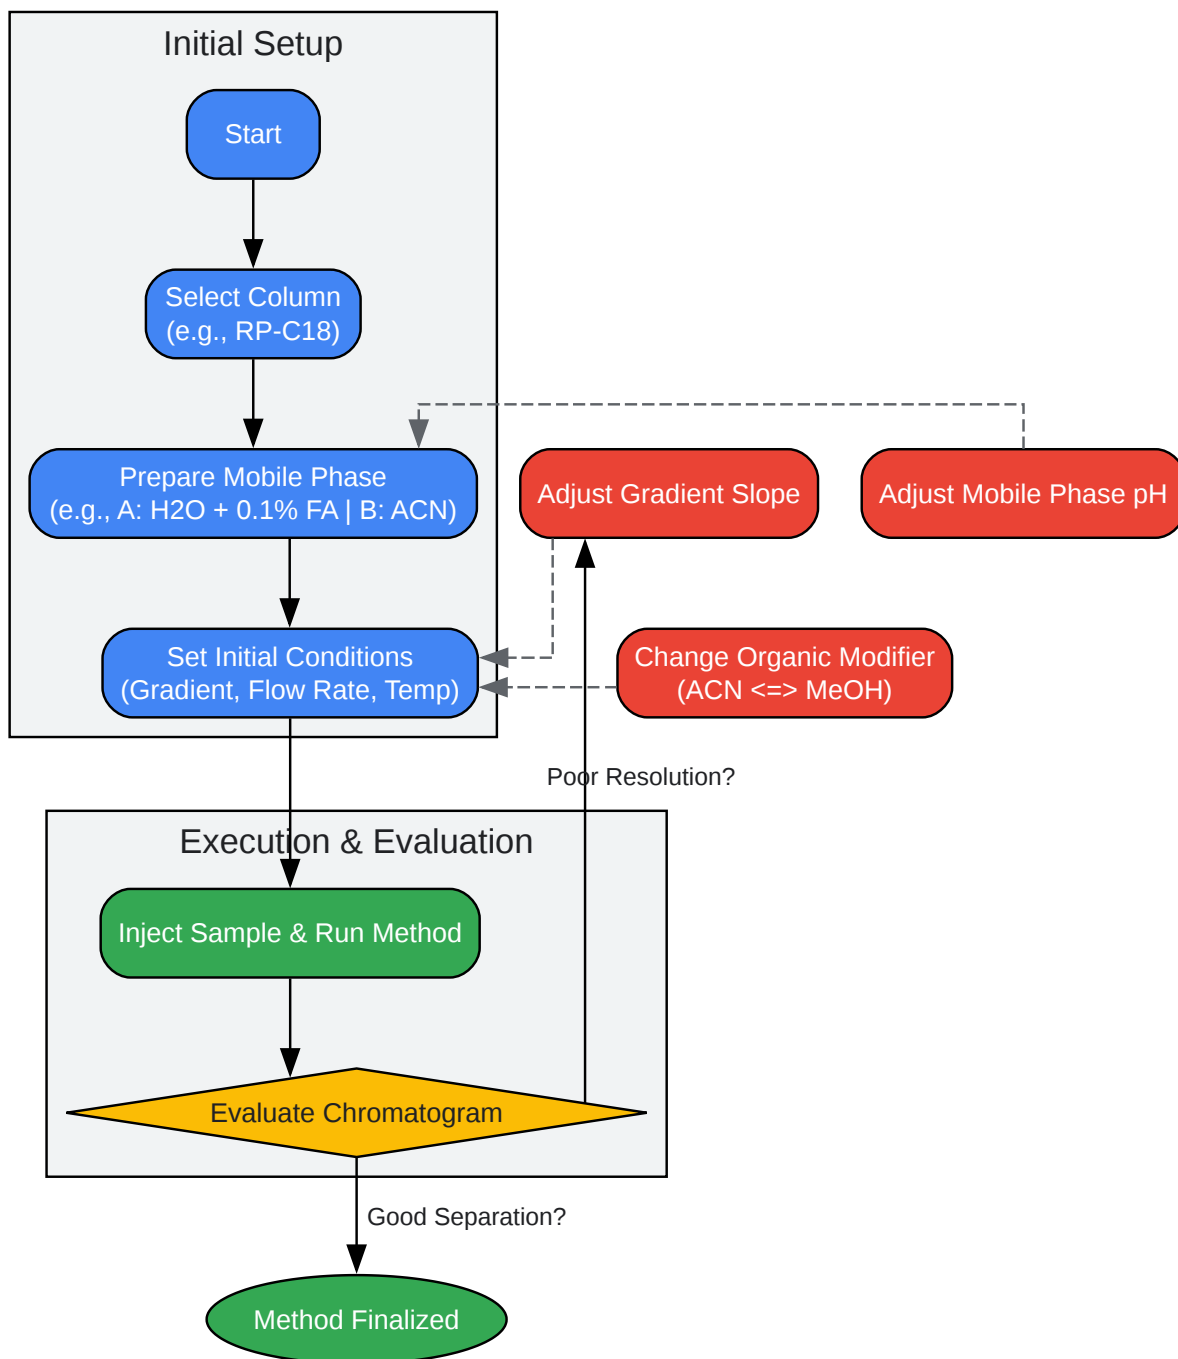 Initial Setup
Start
Select Column
(e.g., RP-C18)
Prepare Mobile Phase
(e.g., A: H2O + 0.1% FA | B: ACN)
Adjust Gradient Slope
Adjust Mobile Phase pH
Set Initial Conditions
(Gradient, Flow Rate, Temp)
Change Organic Modifier
(ACN <=> MeOH)
Poor Resolution?
Execution & Evaluation
Inject Sample & Run Method
Evaluate Chromatogram
Good Separation?
Method Finalized